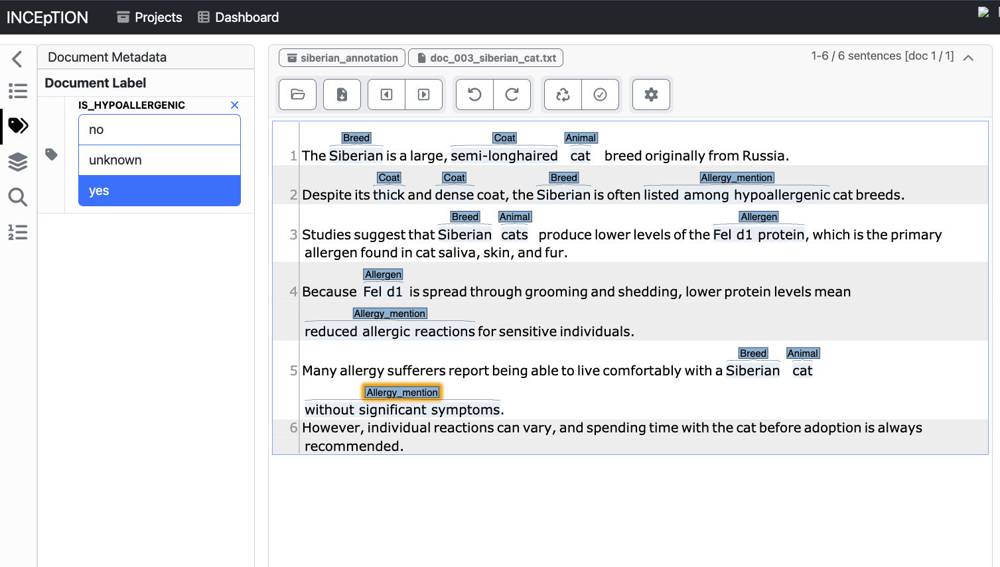 INCEpTION Projects Dashboard
Document Metadata
Document Label
IS_HYPOALLERGENIC
no
unknown
yes
siberian_annotation doc_003_siberian_cat.txt 1-6 / 6 sentences [doc 1 / 1]
Breed Coat Animal
1 The Siberian is a large, semi-longhaired cat breed originally from Russia.
Coat Coat Breed Allergy_mention
2 Despite its thick and dense coat, the Siberian is often listed among hypoallergenic cat breeds.
Breed Animal Allergen
3 Studies suggest that Siberian cats produce lower levels of the Fel d1 protein, which is the primary
allergen found in cat saliva, skin, and fur.
Allergen
4 Because Fel d1 is spread through grooming and shedding, lower protein levels mean
Allergy_mention
reduced allergic reactions for sensitive individuals.
Breed Animal
5 Many allergy sufferers report being able to live comfortably with a Siberian cat
Allergy_mention
without significant symptoms.
6 However, individual reactions can vary, and spending time with the cat before adoption is always
recommended.